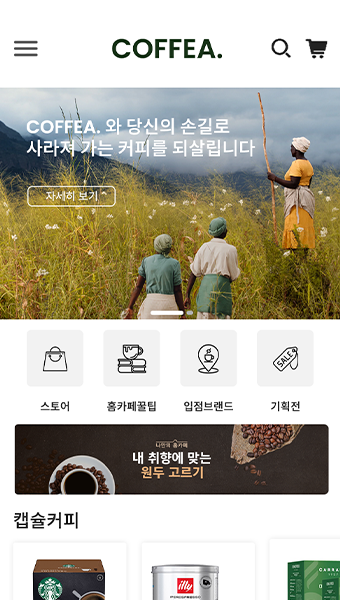 COFFEA.
COFFEA. 와 당신의 손길로
사라져 가는 커피를 되살립니다
자세히 보기
SALE
스토어
홈카페꿀팁
입점브랜드
기획전
나만의 홈카페
내 취향에 맞는
원두 고르기
캡슐커피
illy